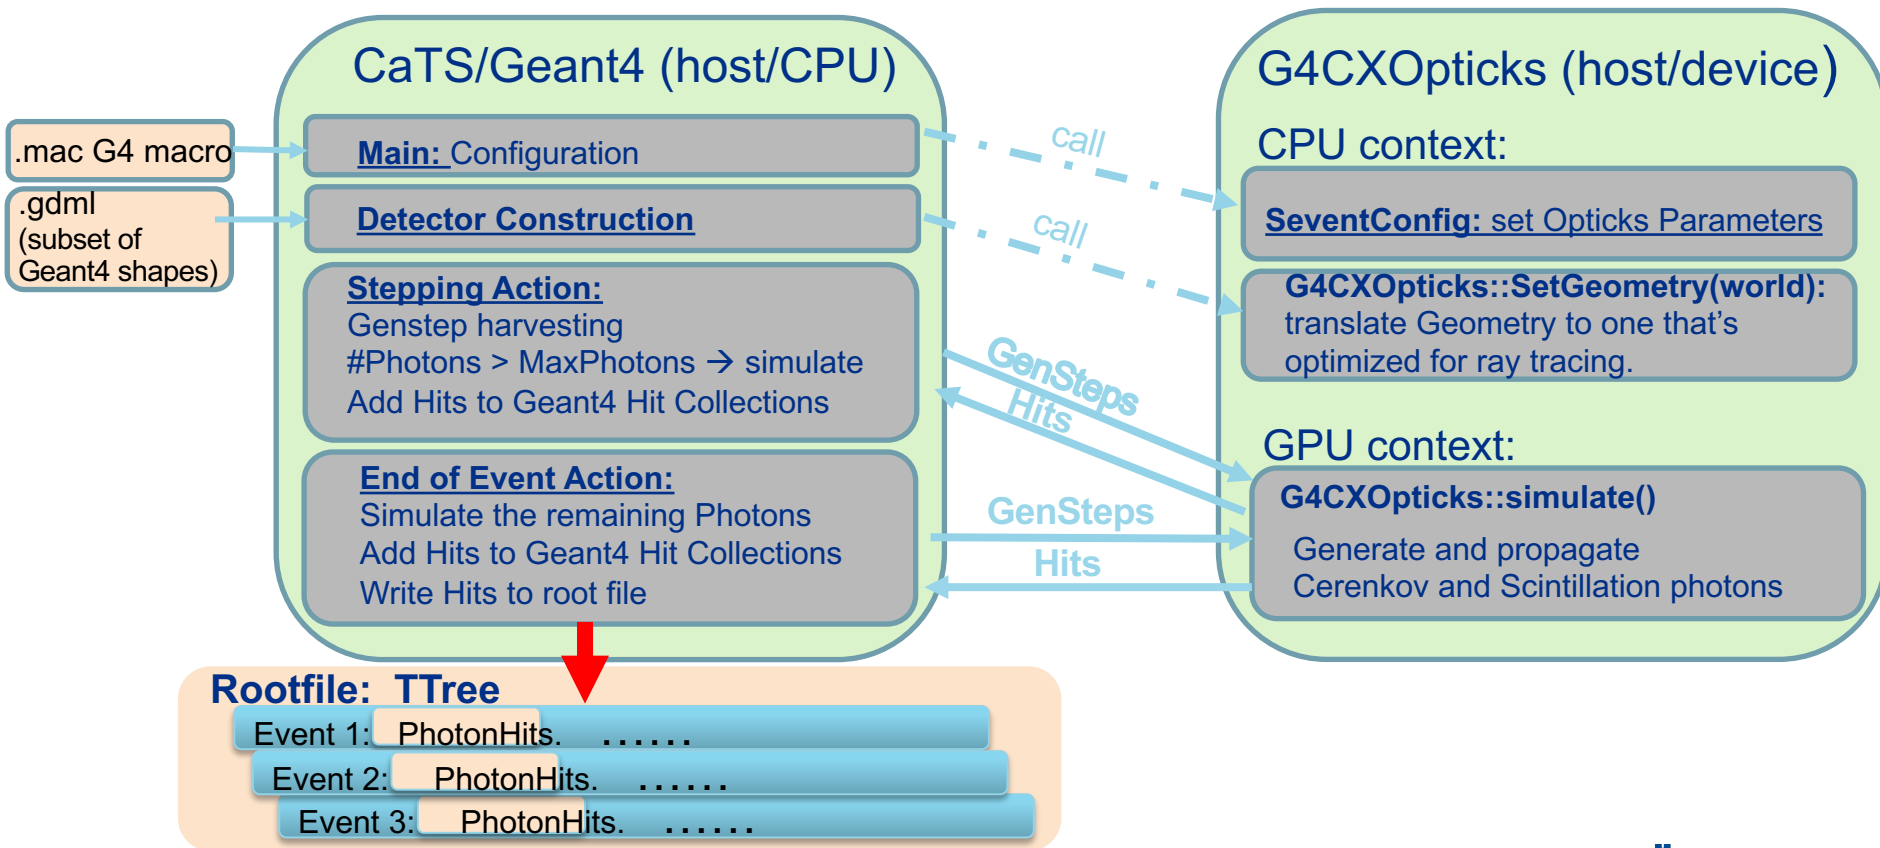 CaTS/Geant4 (host/CPU)
.mac G4 macro
.gdml
(subset of
Geant4 shapes)
Main: Configuration
Detector Construction
Stepping Action:
Genstep harvesting
#Photons > MaxPhotons → simulate
Add Hits to Geant4 Hit Collections
End of Event Action:
Simulate the remaining Photons
Add Hits to Geant4 Hit Collections
Write Hits to root file
call
call
GenSteps
Hits
GenSteps
Hits
G4CXOpticks (host/device)
CPU context:
SeventConfig: set Opticks Parameters
G4CXOpticks::SetGeometry(world):
translate Geometry to one that's
optimized for ray tracing.
GPU context:
G4CXOpticks::simulate()
Generate and propagate
Cerenkov and Scintillation photons
Rootfile: TTree
Event 1: PhotonHits. ......
Event 2: PhotonHits. ......
Event 3: PhotonHits. ......